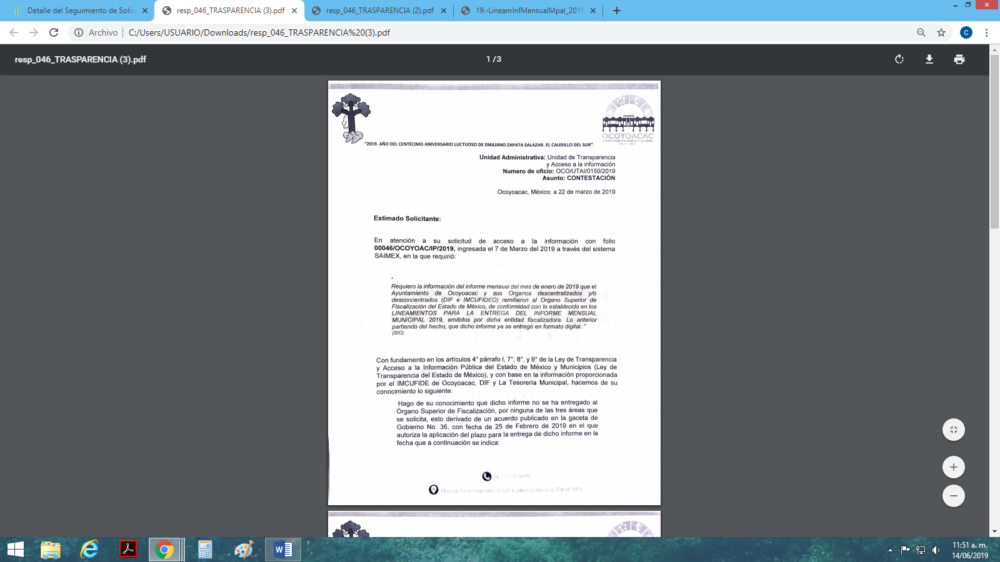 Detalle del Seguimiento de Solici
resp_046_TRASPARENCIA (3).pdf
resp_046_TRASPARENCIA (2).pdf
19.-LineamInfMensualMpal_2019
Archivo
C:/Users/USUARIO/Downloads/resp_046_TRASPARENCIA%20(3).pdf
C
resp_046_TRASPARENCIA (3).pdf
1 / 3
OCOYOACAC
"2019. AÑO DEL CENTÉCIMO ANIVERSARIO LUCTUOSO DE EMILIANO ZAPATA SALAZAR. EL CAUDILLO DEL SUR".
Unidad Administrativa: Unidad de Transparencia
y Acceso a la información
Numero de oficio: OCO/UTAI/0150/2019
Asunto: CONTESTACIÓN
Ocoyoacac, México; a 22 de marzo de 2019
Estimado Solicitante:
En atención a su solicitud de acceso a la información con folio
00046/OCOYOAC/IP/2019, ingresada el 7 de Marzo del 2019 a través del sistema
SAIMEX, en la que requirió:
"
Requiero la información del informe mensual del mes de enero de 2019 que el
Ayuntamiento de Ocoyoacac y sus Organos descentralizados y/o
desconcentrados (DIF e IMCUFIDEO) remitieron al Organo Superior de
Fiscalización del Estado de México, de conformidad con lo establecido en los
LINEAMIENTOS PARA LA ENTREGA DEL INFORME MENSUAL
MUNICIPAL 2019, emitidos por dicha entidad fiscalizadora. Lo anterior
partiendo del hecho, que dicho informe ya se entregó en formato digital.:"
(SIC)
Con fundamento en los artículos 4° párrafo I, 7°, 8°, y 9° de la Ley de Transparencia
y Acceso a la Información Pública del Estado de México y Municipios (Ley de
Transparencia del Estado de México), y con base en la información proporcionada
por el IMCUFIDE de Ocoyoacac, DIF y La Tesorería Municipal, hacemos de su
conocimiento lo siguiente:
Hago de su conocimiento que dicho informe no se ha entregado al
Órgano Superior de Fiscalización, por ninguna de las tres áreas que
se solicita, esto derivado de un acuerdo publicado en la gaceta de
Gobierno No. 36, con fecha de 25 de Febrero de 2019 en el que
autoriza la aplicación del plazo para la entrega de dicho informe en la
fecha que a continuación se indica:
11:51 a. m.
14/06/2019